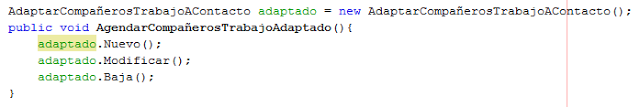 AdaptarCompañerosTrabajoAContacto adaptado = new AdaptarCompañerosTrabajoAContacto();
public void AgendarCompañerosTrabajoAdaptado(){
adaptado.Nuevo();
adaptado.Modificar();
adaptado.Baja();
}